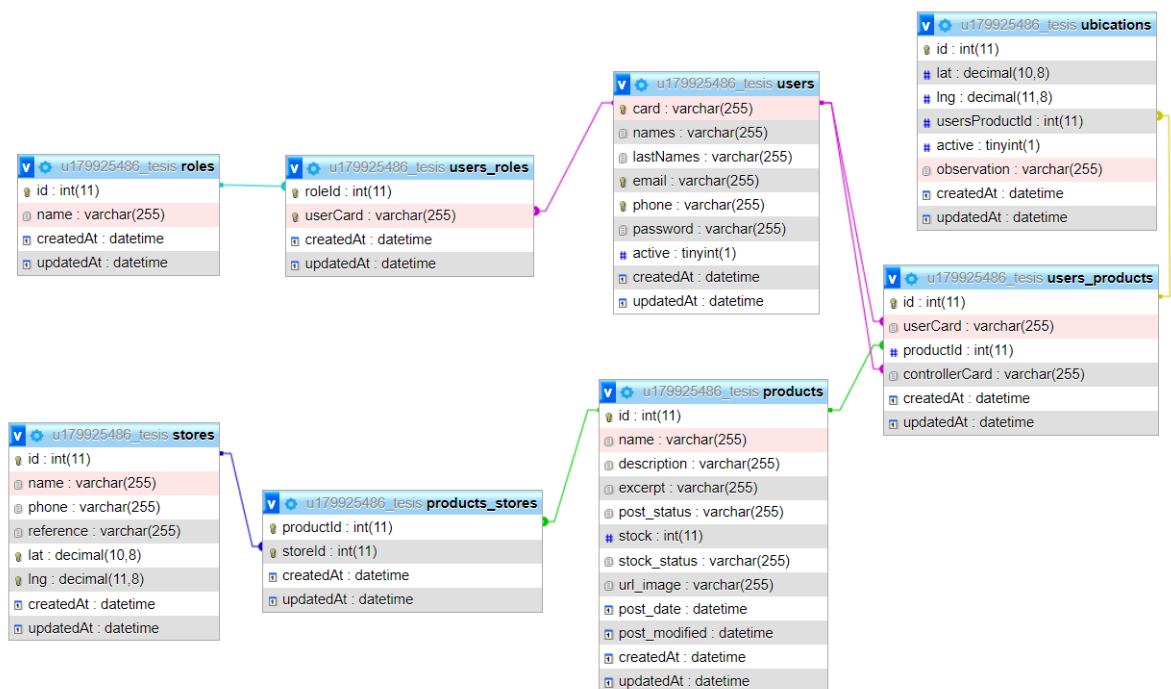 u179925486_tesis roles
id : int(11)
name : varchar(255)
createdAt : datetime
updatedAt : datetime
u179925486_tesis users_roles
roleId : int(11)
userCard : varchar(255)
createdAt : datetime
updatedAt : datetime
u179925486_tesis users
card : varchar(255)
names : varchar(255)
lastNames : varchar(255)
email : varchar(255)
phone : varchar(255)
password : varchar(255)
active : tinyint(1)
createdAt : datetime
updatedAt : datetime
u179925486_tesis ubications
id : int(11)
lat : decimal(10,8)
lng : decimal(11,8)
usersProductId : int(11)
active : tinyint(1)
observation : varchar(255)
createdAt : datetime
updatedAt : datetime
u179925486_tesis users_products
id : int(11)
userCard : varchar(255)
productId : int(11)
controllerCard : varchar(255)
createdAt : datetime
updatedAt : datetime
u179925486_tesis stores
id : int(11)
name : varchar(255)
phone : varchar(255)
reference : varchar(255)
lat : decimal(10,8)
lng : decimal(11,8)
createdAt : datetime
updatedAt : datetime
u179925486_tesis products_stores
productId : int(11)
storeId : int(11)
createdAt : datetime
updatedAt : datetime
u179925486_tesis products
id : int(11)
name : varchar(255)
description : varchar(255)
excerpt : varchar(255)
post_status : varchar(255)
stock : int(11)
stock_status : varchar(255)
url_image : varchar(255)
post_date : datetime
post_modified : datetime
createdAt : datetime
updatedAt : datetime